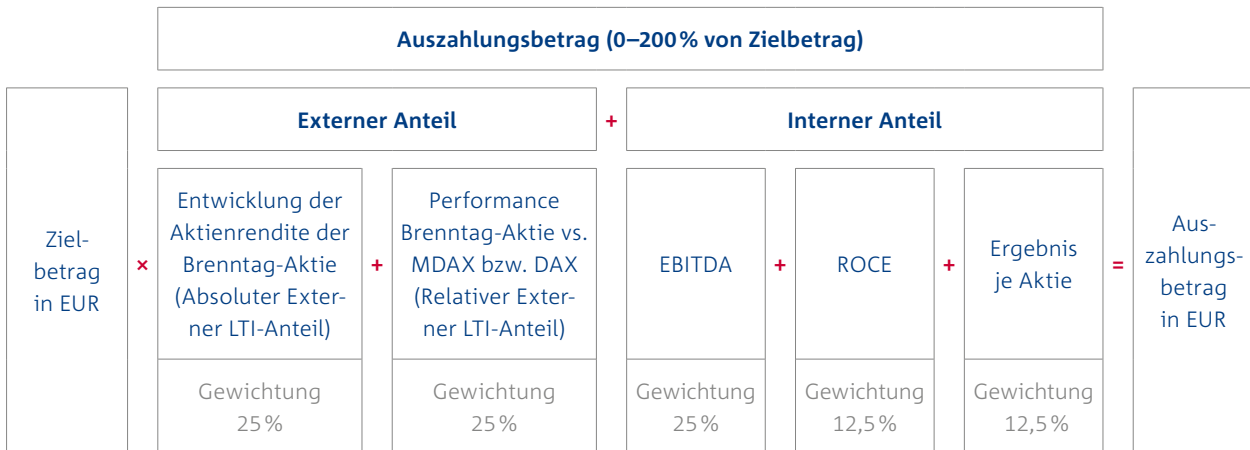 Auszahlungsbetrag (0–200 % von Zielbetrag)
Externer Anteil
+
Interner Anteil
Ziel-
betrag
in EUR
×
Entwicklung der
Aktienrendite der
Brenntag-Aktie
(Absoluter Exter-
ner LTI-Anteil)
+
Performance
Brenntag-Aktie vs.
MDAX bzw. DAX
(Relativer Exter-
ner LTI-Anteil)
EBITDA
+
ROCE
+
Ergebnis
je Aktie
=
Aus-
zahlungs-
betrag
in EUR
Gewichtung
25 %
Gewichtung
25 %
Gewichtung
25 %
Gewichtung
12,5 %
Gewichtung
12,5 %